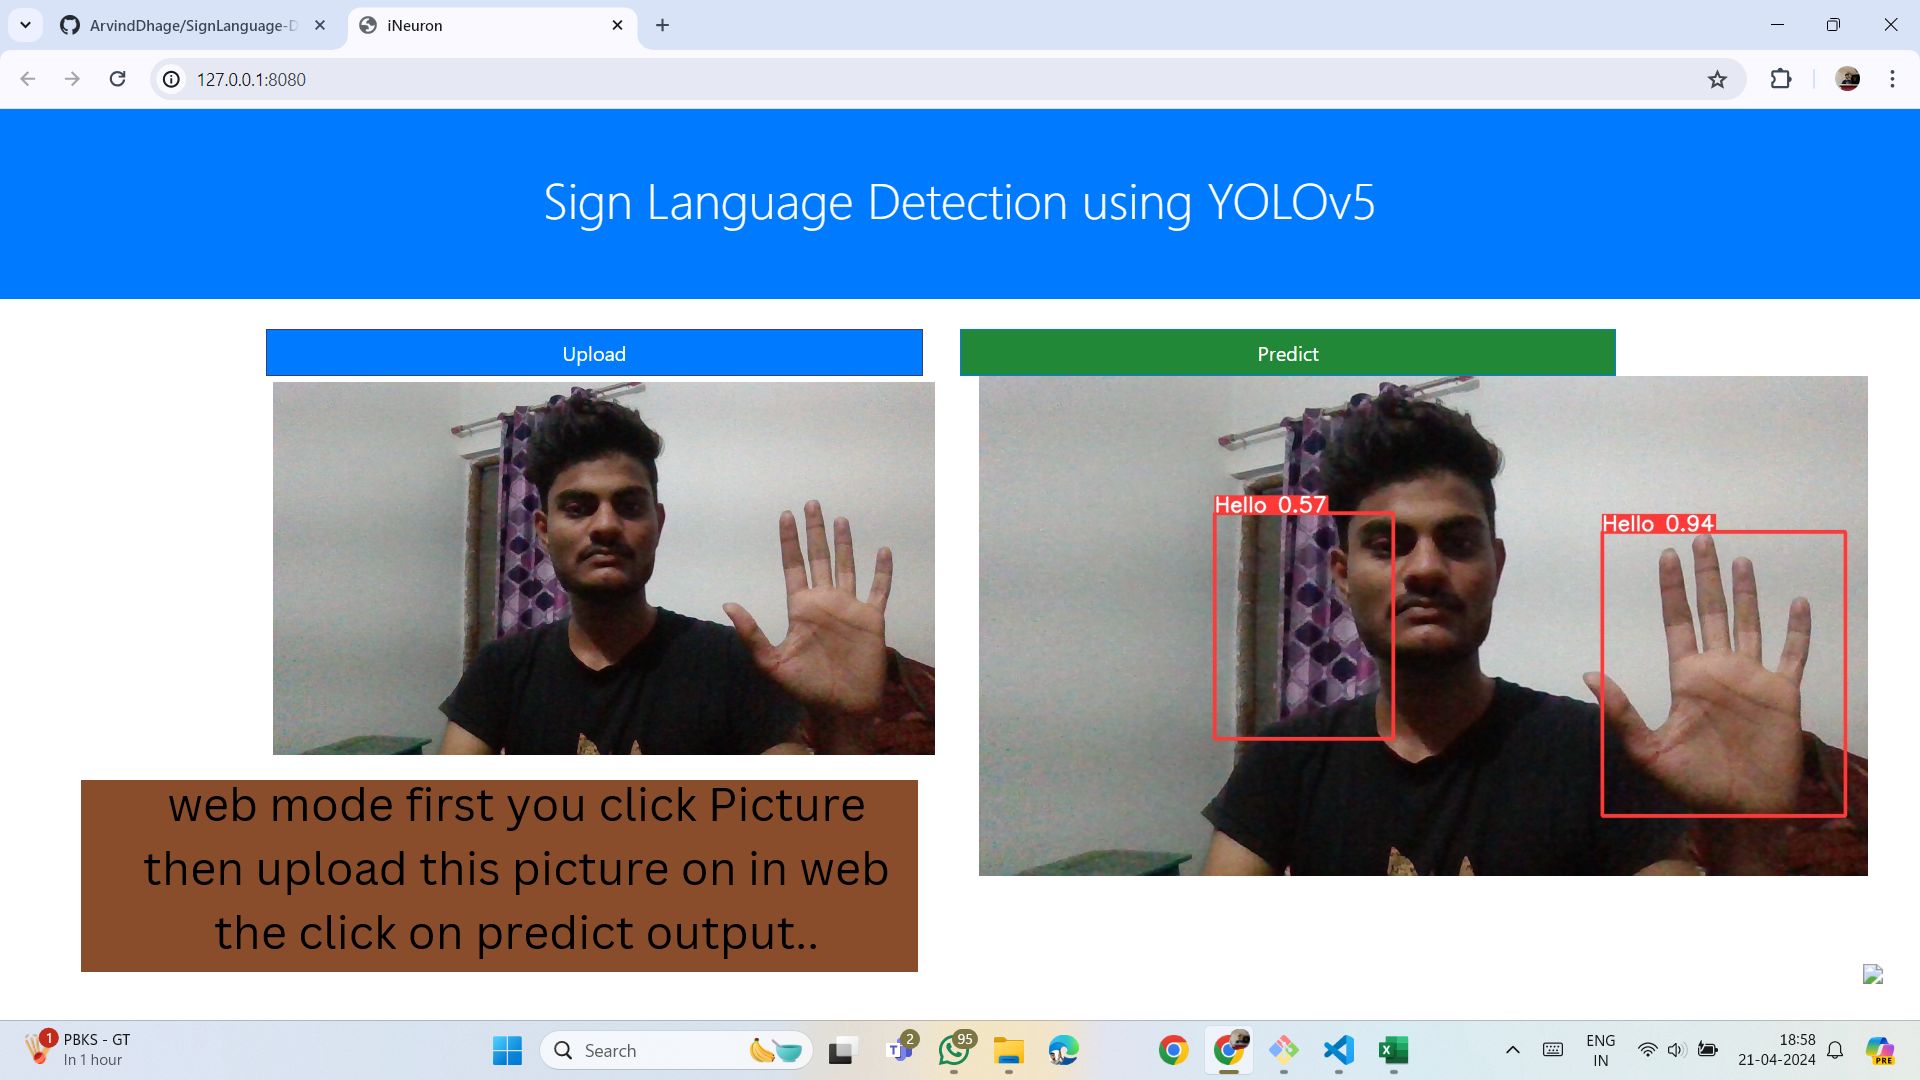 ArvindDhage/SignLanguage-D
iNeuron
127.0.0.1:8080
Sign Language Detection using YOLOv5
Upload
Predict
Hello 0.57
Hello 0.94
web mode first you click Picture
then upload this picture on in web
the click on predict output..
1
PBKS - GT
In 1 hour
Search
2
95
ENG
IN
18:58
21-04-2024
PRE